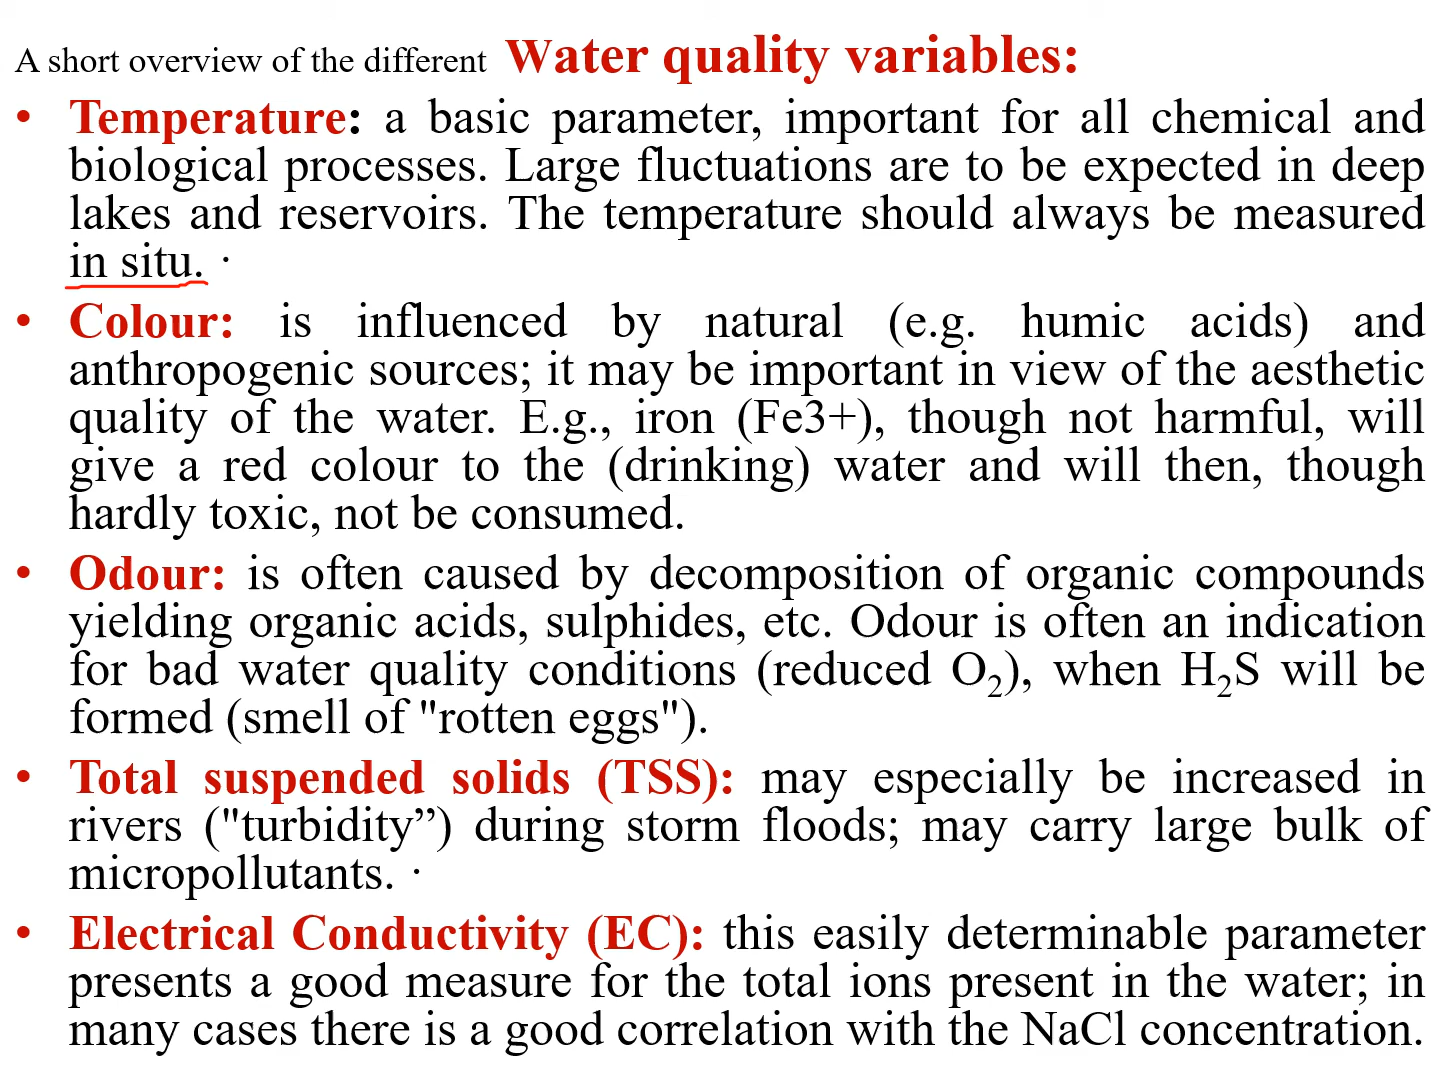 A short overview of the different Water quality variables:
• Temperature: a basic parameter, important for all chemical and
biological processes. Large fluctuations are to be expected in deep
lakes and reservoirs. The temperature should always be measured
in situ. ·
• Colour: is influenced by natural (e.g. humic acids) and
anthropogenic sources; it may be important in view of the aesthetic
quality of the water. E.g., iron (Fe3+), though not harmful, will
give a red colour to the (drinking) water and will then, though
hardly toxic, not be consumed.
• Odour: is often caused by decomposition of organic compounds
yielding organic acids, sulphides, etc. Odour is often an indication
for bad water quality conditions (reduced O₂), when H₂S will be
formed (smell of "rotten eggs").
• Total suspended solids (TSS): may especially be increased in
rivers ("turbidity”) during storm floods; may carry large bulk of
micropollutants. ·
• Electrical Conductivity (EC): this easily determinable parameter
presents a good measure for the total ions present in the water; in
many cases there is a good correlation with the NaCl concentration.